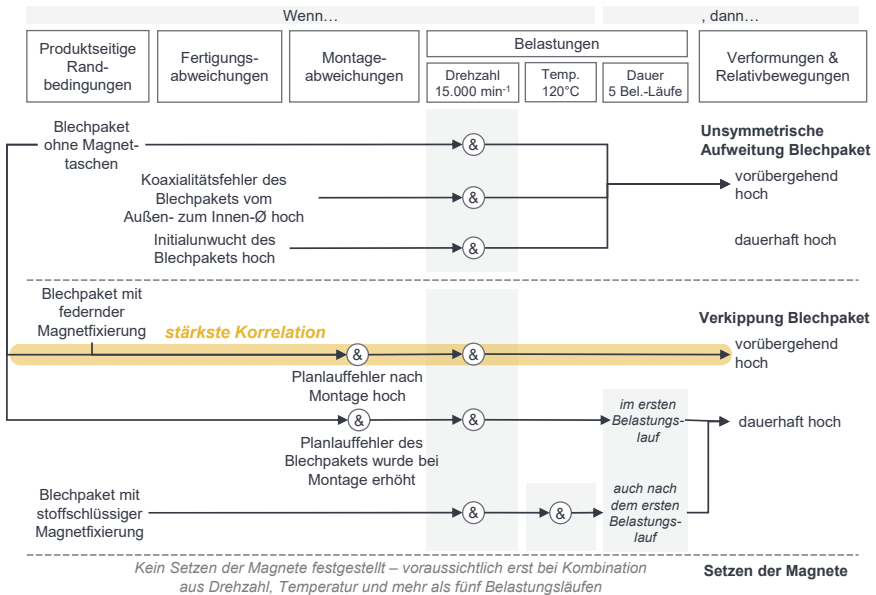 Wenn…
, dann…
Produktseitige
Rand-
bedingungen
Fertigungs-
abweichungen
Montage-
abweichungen
Belastungen
Drehzahl
15.000 min⁻¹
Temp.
120°C
Dauer
5 Bel.-Läufe
Verformungen &
Relativbewegungen
Blechpaket
ohne Magnet-
taschen
&
Unsymmetrische
Aufweitung Blechpaket
Koaxialitätsfehler des
Blechpakets vom
Außen- zum Innen-Ø hoch
&
vorübergehend
hoch
Initialunwucht des
Blechpakets hoch
&
dauerhaft hoch
Blechpaket mit
federnder
Magnetfixierung
stärkste Korrelation
Verkippung Blechpaket
&
&
vorübergehend
hoch
Planlauffehler nach
Montage hoch
&
&
im ersten
Belastungs-
lauf
dauerhaft hoch
Planlauffehler des
Blechpakets wurde bei
Montage erhöht
Blechpaket mit
stoffschlüssiger
Magnetfixierung
&
&
auch nach
dem ersten
Belastungs-
lauf
Kein Setzen der Magnete festgestellt – voraussichtlich erst bei Kombination
aus Drehzahl, Temperatur und mehr als fünf Belastungsläufen
Setzen der Magnete